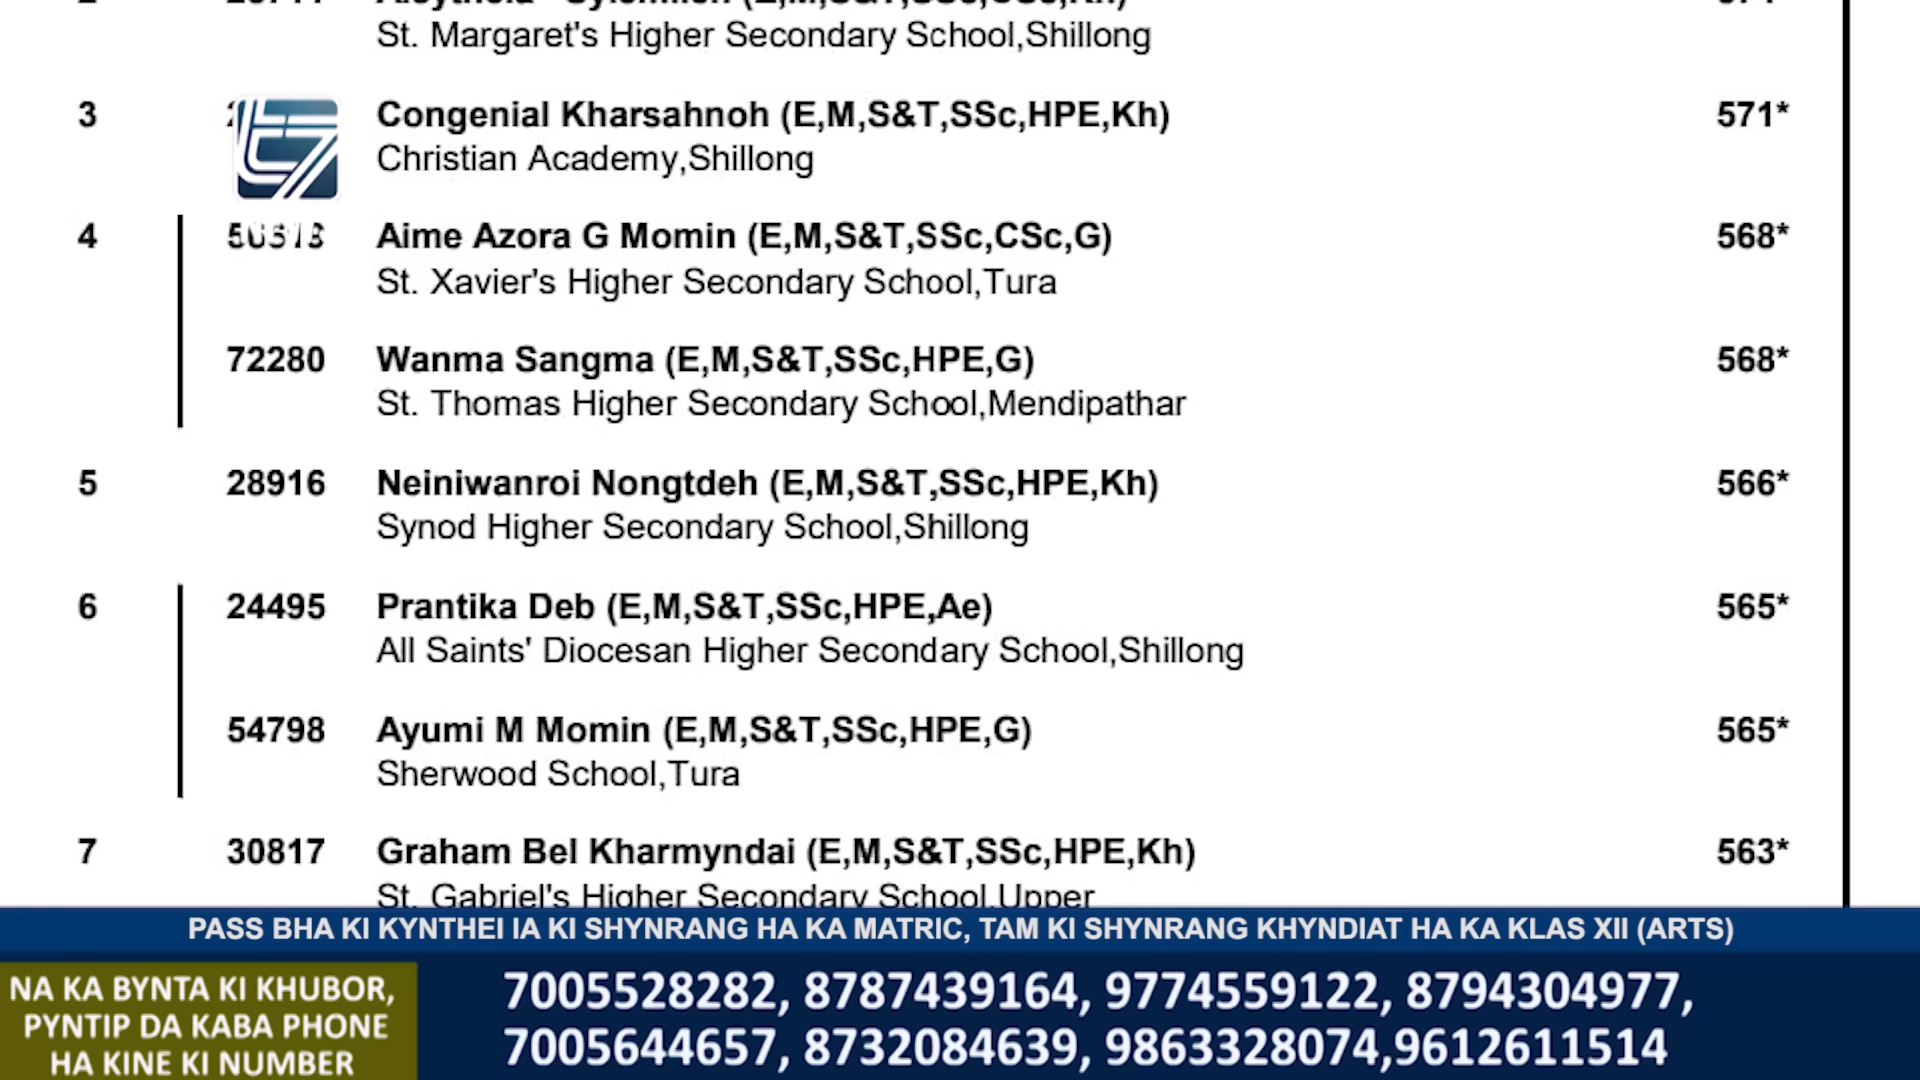 St. Margaret's Higher Secondary School,Shillong
3 Congenial Kharsahnoh (E,M,S&T,SSc,HPE,Kh) 571*
Christian Academy,Shillong
4 Aime Azora G Momin (E,M,S&T,SSc,CSc,G) 568*
St. Xavier's Higher Secondary School,Tura
72280 Wanma Sangma (E,M,S&T,SSc,HPE,G) 568*
St. Thomas Higher Secondary School,Mendipathar
5 28916 Neiniwanroi Nongtdeh (E,M,S&T,SSc,HPE,Kh) 566*
Synod Higher Secondary School,Shillong
6 24495 Prantika Deb (E,M,S&T,SSc,HPE,Ae) 565*
All Saints' Diocesan Higher Secondary School,Shillong
54798 Ayumi M Momin (E,M,S&T,SSc,HPE,G) 565*
Sherwood School,Tura
7 30817 Graham Bel Kharmyndai (E,M,S&T,SSc,HPE,Kh) 563*
St. Gabriel's Higher Secondary School,Upper
PASS BHA KI KYNTHEI IA KI SHYNRANG HA KA MATRIC, TAM KI SHYNRANG KHYNDIAT HA KA KLAS XII (ARTS)
NA KA BYNTA KI KHUBOR,
PYNTIP DA KABA PHONE
HA KINE KI NUMBER
7005528282, 8787439164, 9774559122, 8794304977,
7005644657, 8732084639, 9863328074,9612611514